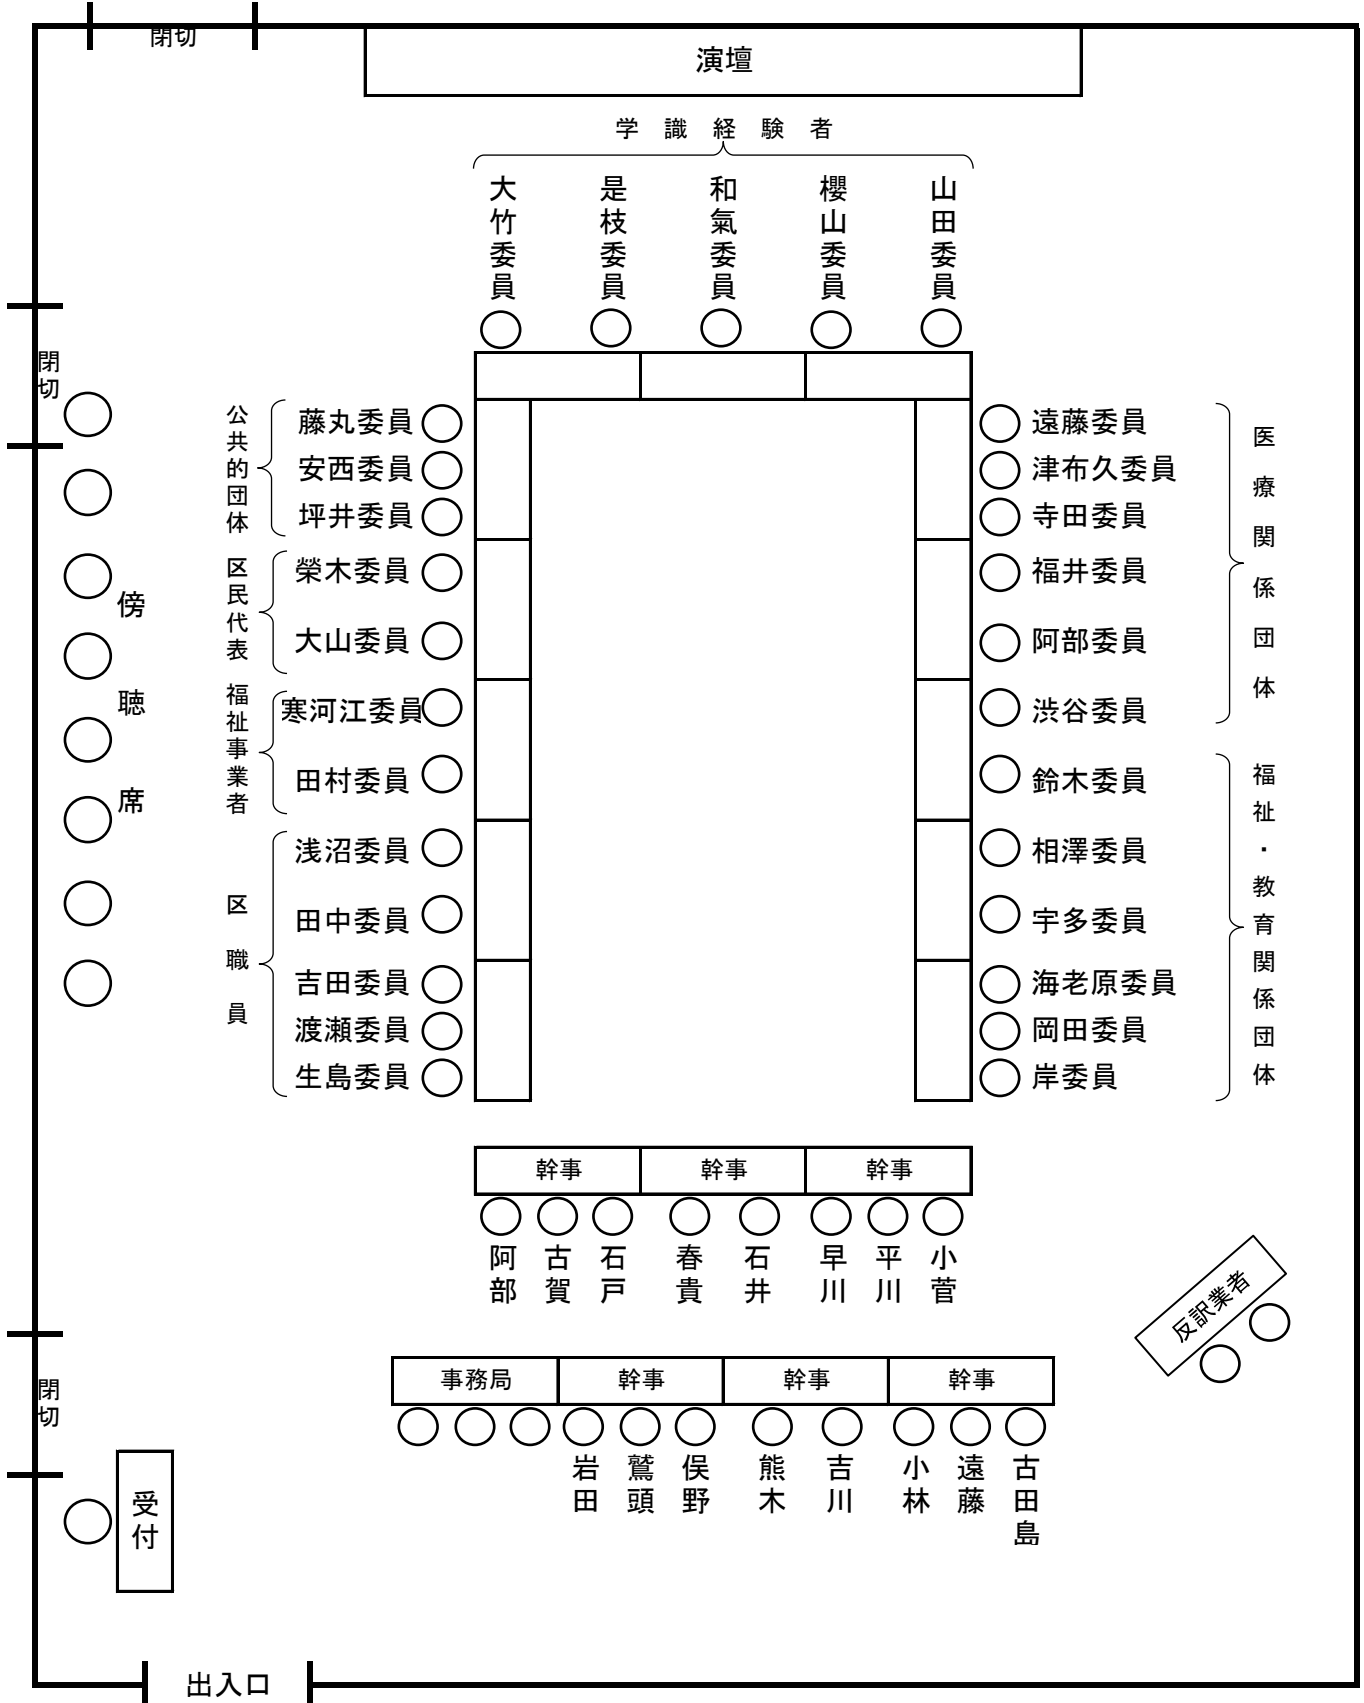 閉切
演壇
学識経験者
大竹委員
是枝委員
和氣委員
櫻山委員
山田委員
閉切
公共的団体
藤丸委員
安西委員
坪井委員
区民代表
榮木委員
大山委員
福祉事業者
寒河江委員
田村委員
区職員
浅沼委員
田中委員
吉田委員
渡瀬委員
生島委員
傍聴席
遠藤委員
津布久委員
寺田委員
福井委員
阿部委員
渋谷委員
医療関係団体
鈴木委員
相澤委員
宇多委員
海老原委員
岡田委員
岸委員
福祉・教育関係団体
幹事
幹事
幹事
阿部
古賀
石戸
春貴
石井
早川
平川
小菅
反訳業者
事務局
幹事
幹事
幹事
岩田
鷲頭
俣野
熊木
吉川
小林
遠藤
古田島
閉切
受付
出入口